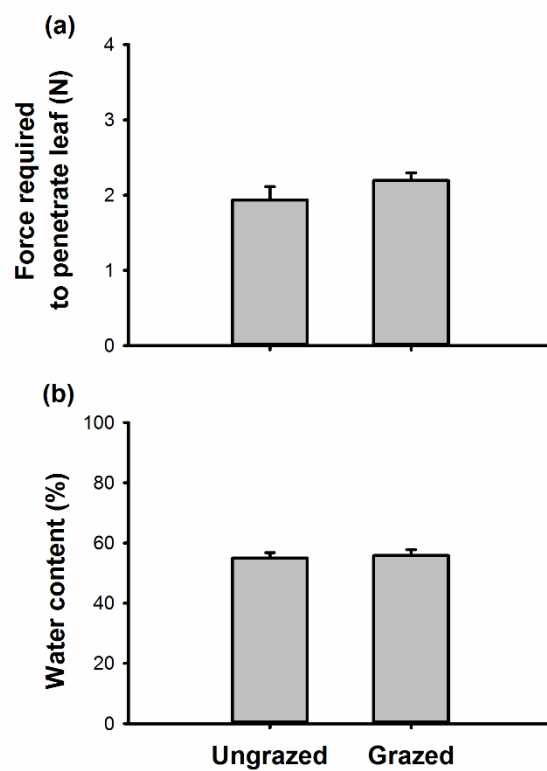 (a)
Force required
to penetrate leaf (N)
4
3
2
1
0
(b)
Water content (%)
100
80
60
40
20
0
Ungrazed Grazed